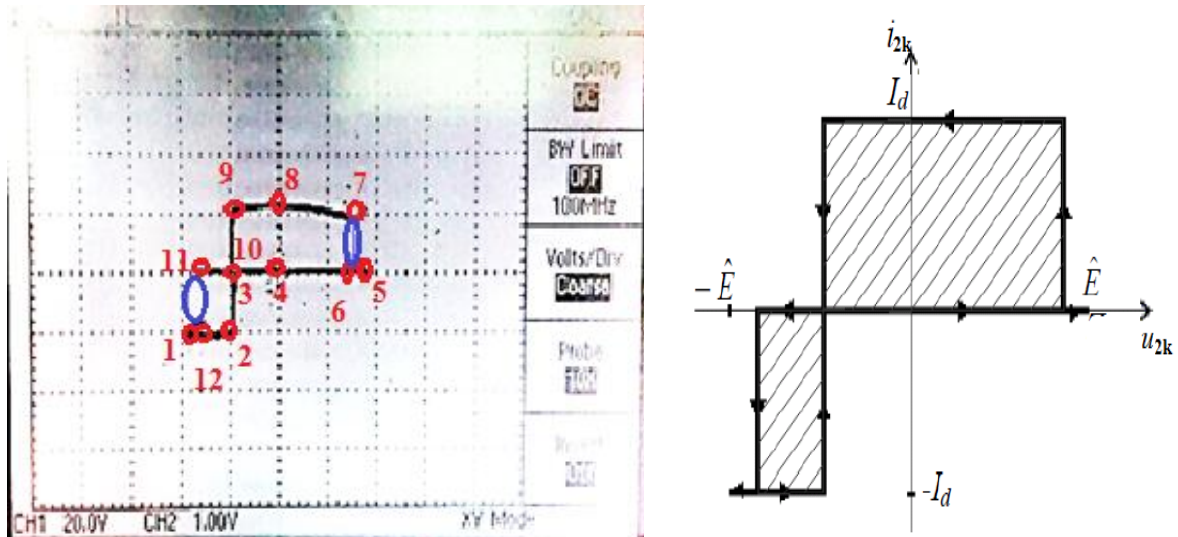 Coupling
BW Limit
OFF
100MHz
Volts/Div
Coarse
Probe
CH1 20.0V CH2 1.00V XY Mode
9 8 7
10
11 3 4 6 5
1 2
12
i2k
Id
- Ê Ê
u2k
-Id